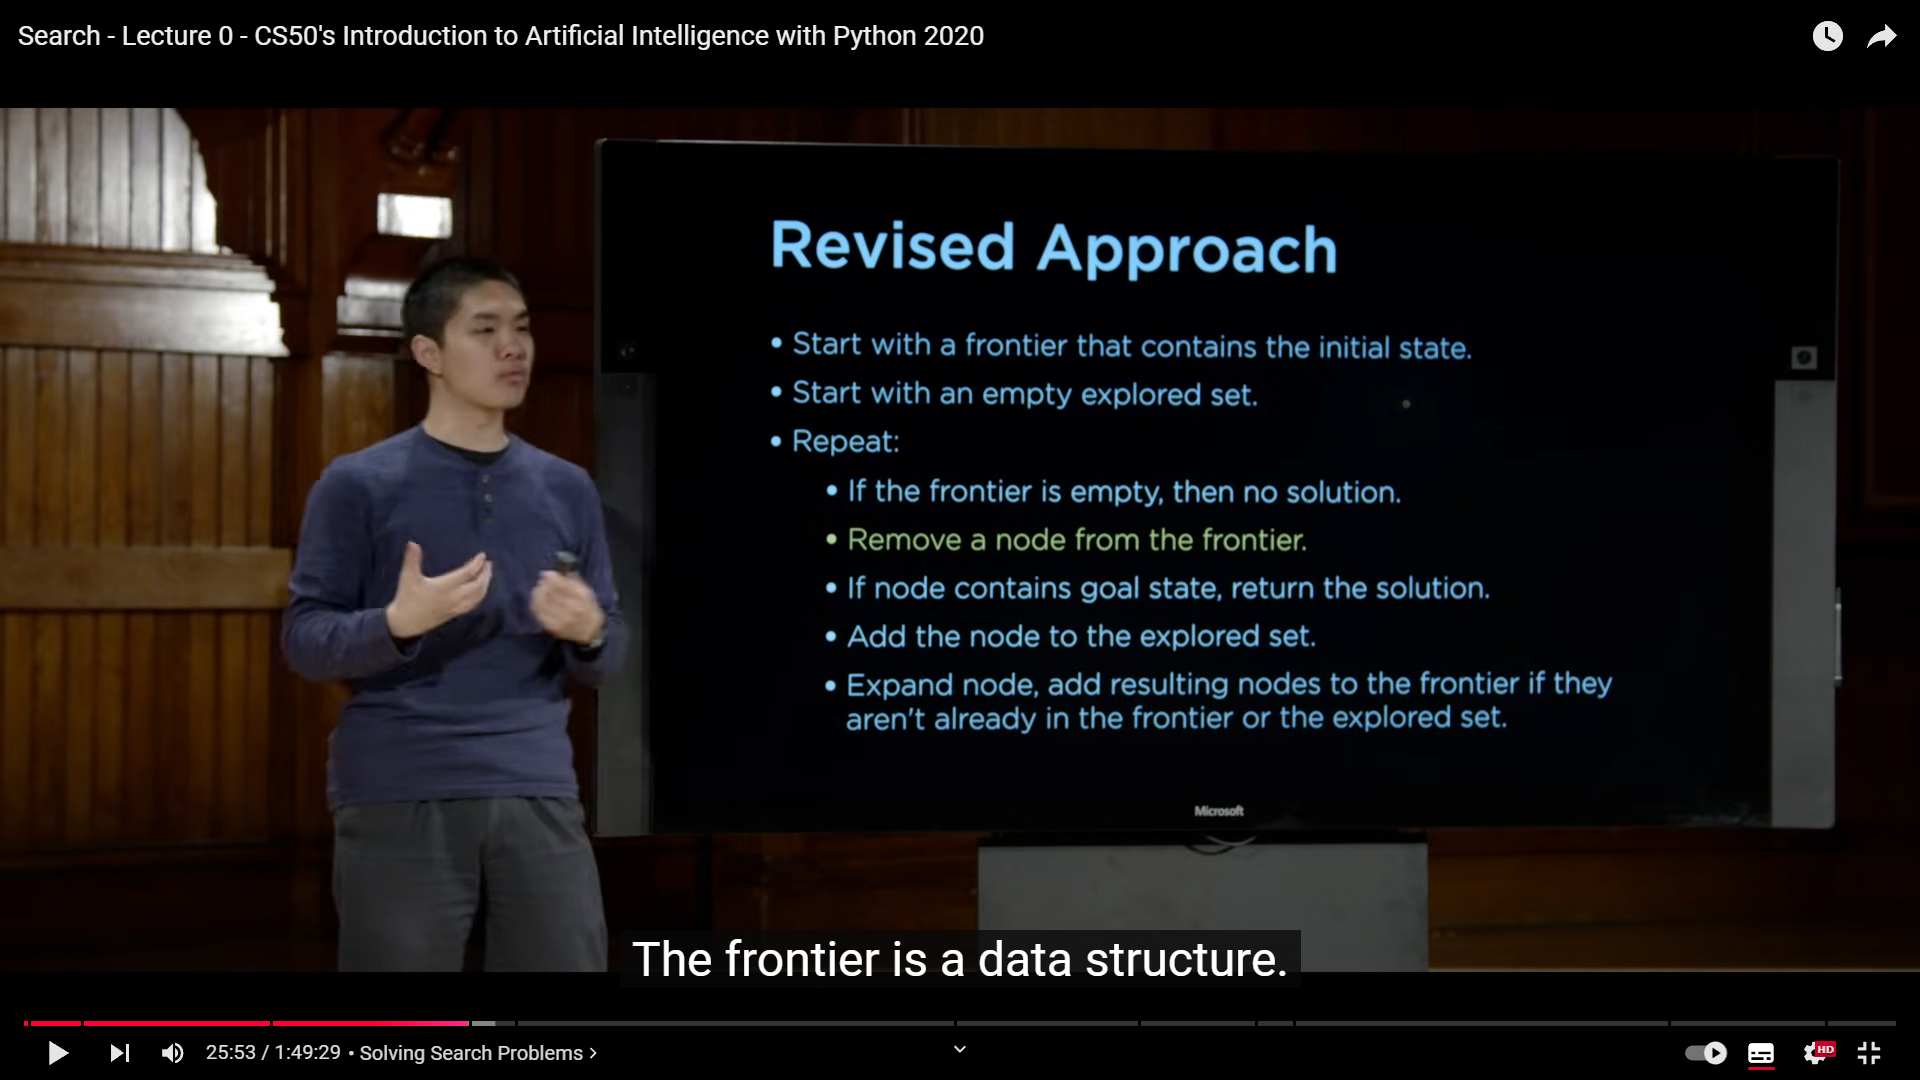 Search - Lecture 0 - CS50's Introduction to Artificial Intelligence with Python 2020
Revised Approach
• Start with a frontier that contains the initial state.
• Start with an empty explored set.
• Repeat:
• If the frontier is empty, then no solution.
• Remove a node from the frontier.
• If node contains goal state, return the solution.
• Add the node to the explored set.
• Expand node, add resulting nodes to the frontier if they
aren't already in the frontier or the explored set.
Microsoft
The frontier is a data structure.
25:53 / 1:49:29 • Solving Search Problems >
HD